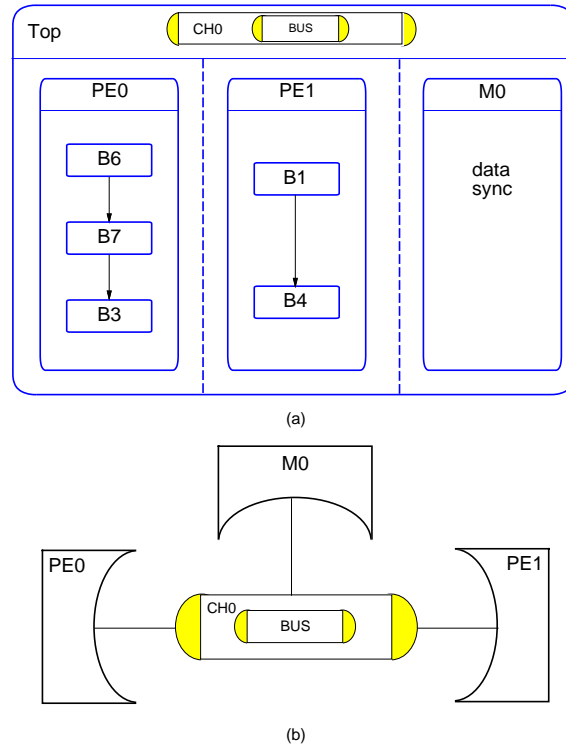 Top
CH0
BUS
PE0
PE1
M0
B6
B1
data
sync
B7
B3
B4
(a)
M0
PE0
PE1
CH0
BUS
(b)